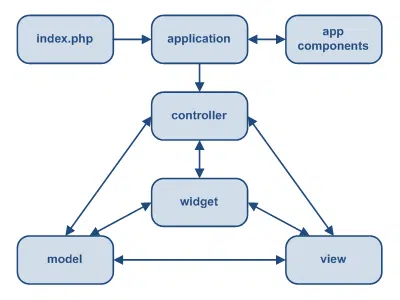 index.php
application
app
components
controller
widget
model
view